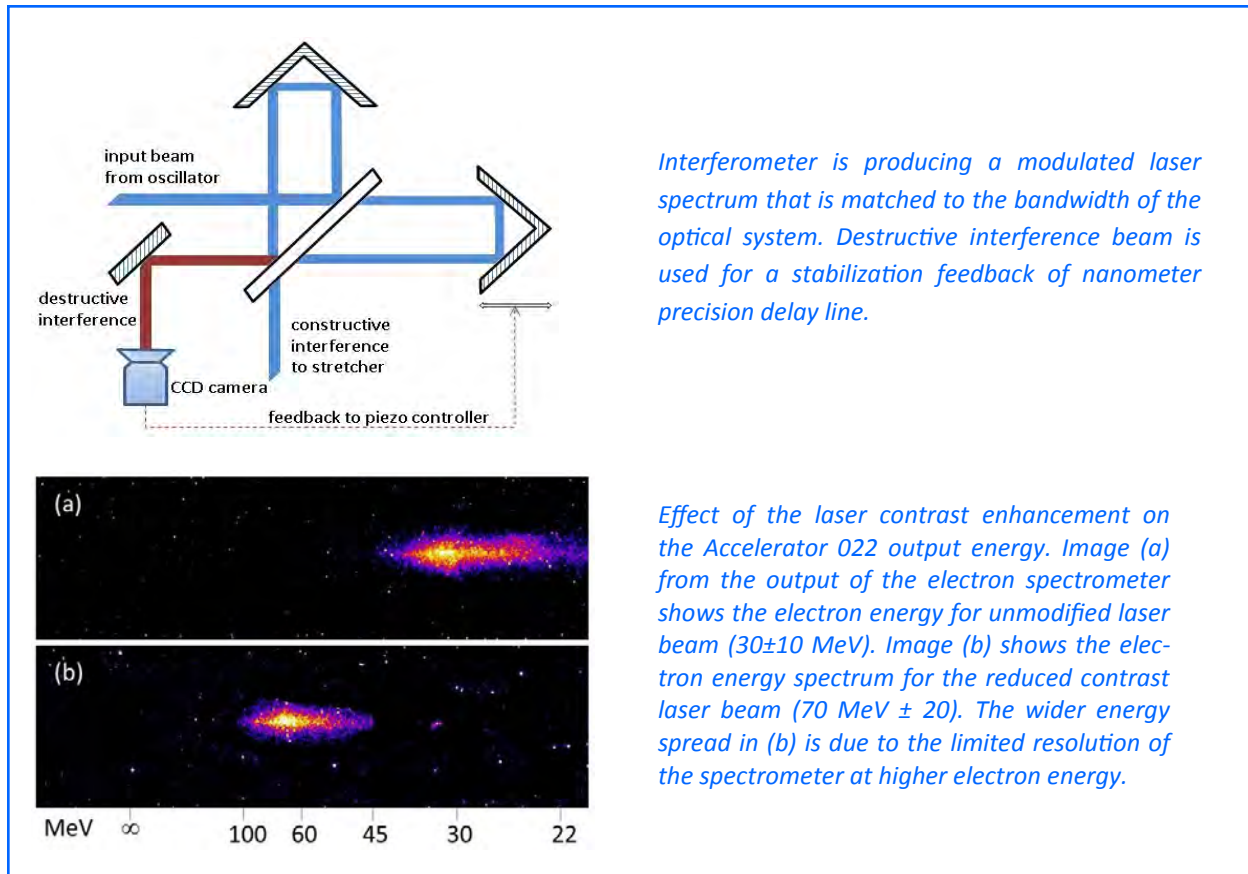 input beam
from oscillator
destructive
interference
constructive
interference
to stretcher
CCD camera
feedback to piezo controller
Interferometer is producing a modulated laser
spectrum that is matched to the bandwidth of the
optical system. Destructive interference beam is
used for a stabilization feedback of nanometer
precision delay line.
(a)
(b)
MeV ∞ 100 60 45 30 22
Effect of the laser contrast enhancement on
the Accelerator 022 output energy. Image (a)
from the output of the electron spectrometer
shows the electron energy for unmodified laser
beam (30±10 MeV). Image (b) shows the elec-
tron energy spectrum for the reduced contrast
laser beam (70 MeV ± 20). The wider energy
spread in (b) is due to the limited resolution of
the spectrometer at higher electron energy.